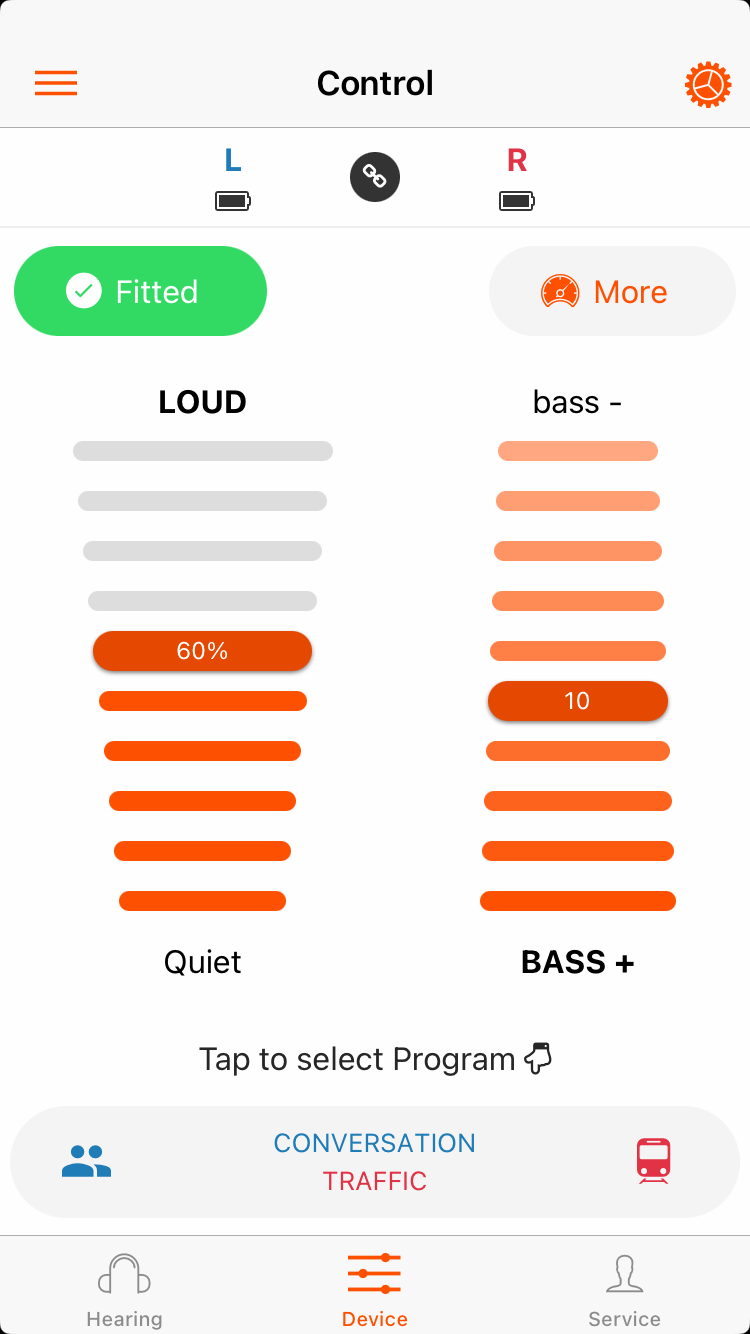 Control
L R
Fitted More
LOUD bass -
60%
10
Quiet BASS +
Tap to select Program
CONVERSATION
TRAFFIC
Hearing Device Service